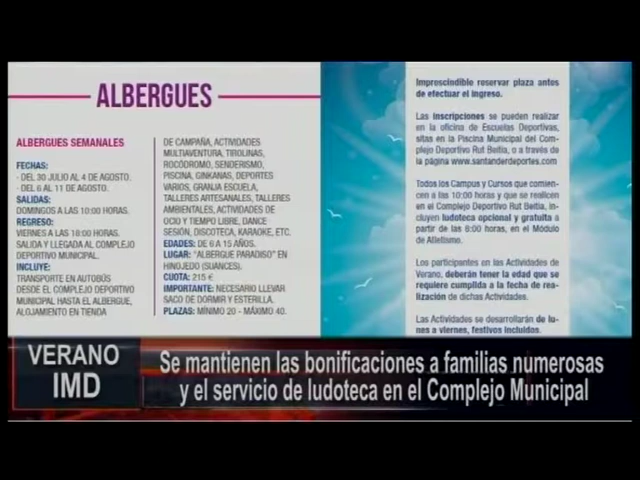 ALBERGUES
ALBERGUES SEMANALES
FECHAS:
- DEL 30 JULIO AL 4 DE AGOSTO.
- DEL 6 AL 11 DE AGOSTO.
SALIDAS:
DOMINGOS A LAS 10:00 HORAS.
REGRESO:
VIERNES A LAS 18:00 HORAS.
SALIDA Y LLEGADA AL COMPLEJO
DEPORTIVO MUNICIPAL.
INCLUYE:
TRANSPORTE EN AUTOBÚS
DESDE EL COMPLEJO DEPORTIVO
MUNICIPAL HASTA EL ALBERGUE,
ALOJAMIENTO EN TIENDA
DE CAMPAÑA, ACTIVIDADES
MULTIAVENTURA, TIROLINAS,
ROCÓDROMO, SENDERISMO,
PISCINA, GINKANAS, DEPORTES
VARIOS, GRANJA ESCUELA,
TALLERES ARTESANALES, TALLERES
AMBIENTALES, ACTIVIDADES DE
OCIO Y TIEMPO LIBRE, DANCE
SESIÓN, DISCOTECA, KARAOKE, ETC.
EDADES: DE 6 A 15 AÑOS.
LUGAR: "ALBERGUE PARADISO" EN
HINOJEDO (SUANCES).
CUOTA: 215 €
IMPORTANTE: NECESARIO LLEVAR
SACO DE DORMIR Y ESTERILLA.
PLAZAS: MÍNIMO 20 - MÁXIMO 40.
Imprescindible reservar plaza antes
de efectuar el ingreso.
Las inscripciones se pueden realizar
en la oficina de Escuelas Deportivas,
sitas en la Piscina Municipal del Com-
plejo Deportivo Rut Beitia, o a través de
la página www.santanderdeportes.com
Todos los Campus y Cursos que comien-
cen a las 10:00 horas y que se realicen
en el Complejo Deportivo Rut Beitia, in-
cluyen ludoteca opcional y gratuita a
partir de las 8:00 horas, en el Módulo
de Atletismo.
Los participantes en las Actividades de
Verano, deberán tener la edad que se
requiere cumplida a la fecha de rea-
lización de dichas Actividades.
Las Actividades se desarrollarán de lu-
nes a viernes, festivos incluidos.
VERANO
IMD
Se mantienen las bonificaciones a familias numerosas
y el servicio de ludoteca en el Complejo Municipal